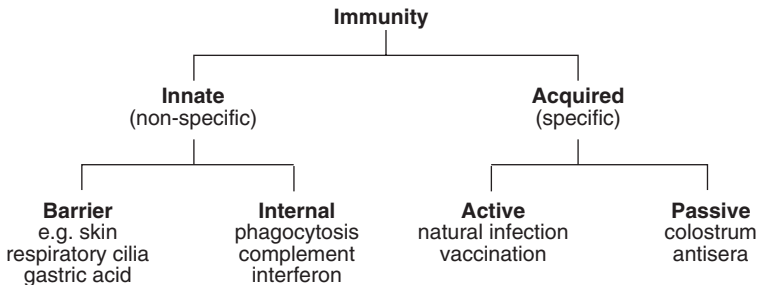 Immunity
Innate
(non-specific)
Acquired
(specific)
Barrier
e.g. skin
respiratory cilia
gastric acid
Internal
phagocytosis
complement
interferon
Active
natural infection
vaccination
Passive
colostrum
antisera